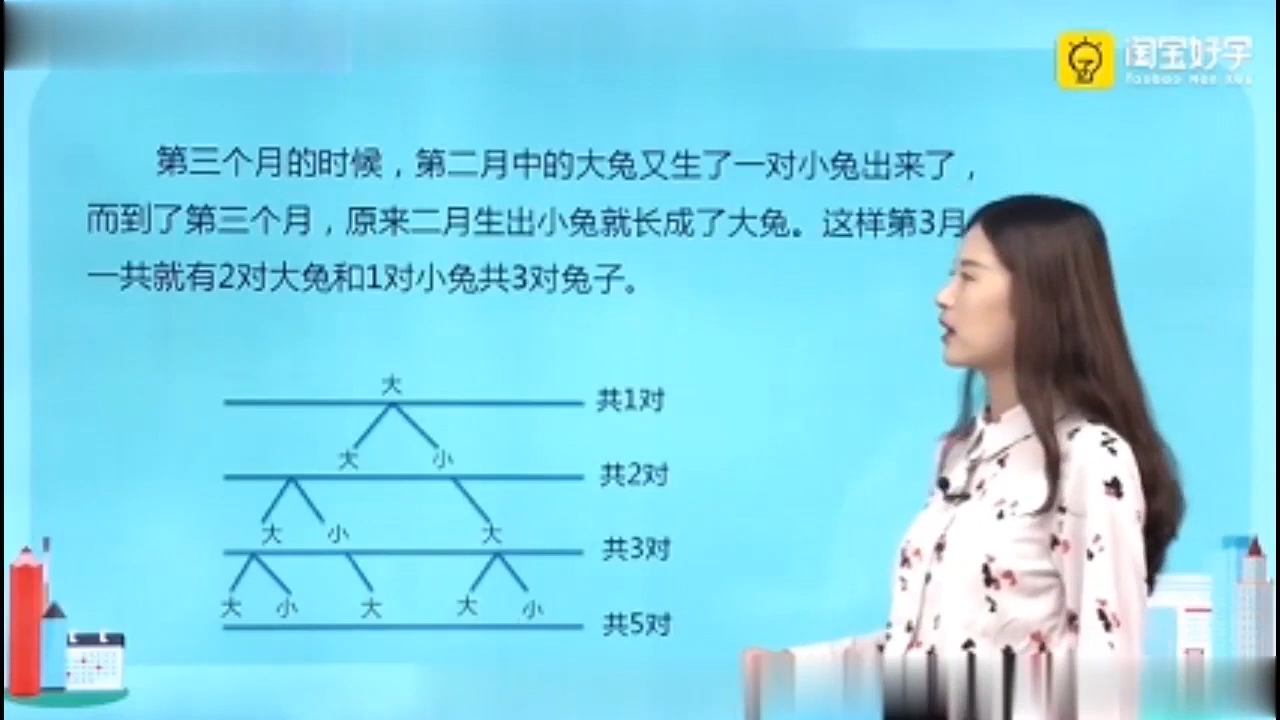 淘宝好学
第三个月的时候，第二月中的大兔又生了一对小兔出来了，
而到了第三个月，原来二月生出小兔就长成了大兔。这样第3月
一共就有2对大兔和1对小兔共3对兔子。
大
共1对
大 小
共2对
大 小 大
共3对
大 小 大 大 小
共5对